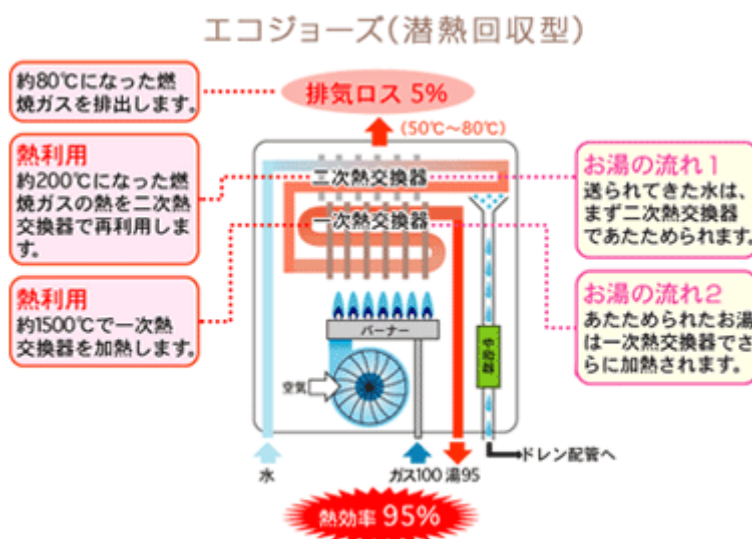 エコジョーズ(潜熱回収型)
約80℃になった燃
焼ガスを排出します。
排気ロス 5%
(50℃〜80℃)
熱利用
約200℃になった燃
焼ガスの熱を二次熱
交換器で再利用しま
す。
二次熱交換器
お湯の流れ1
送られてきた水は、
まず二次熱交換器
であたためられます。
一次熱交換器
熱利用
約1500℃で一次熱
交換器を加熱します。
お湯の流れ2
あたためられたお湯
は一次熱交換器でさ
らに加熱されます。
バーナー
中和器
空気
水
ガス100
湯95
ドレン配管へ
熱効率 95%